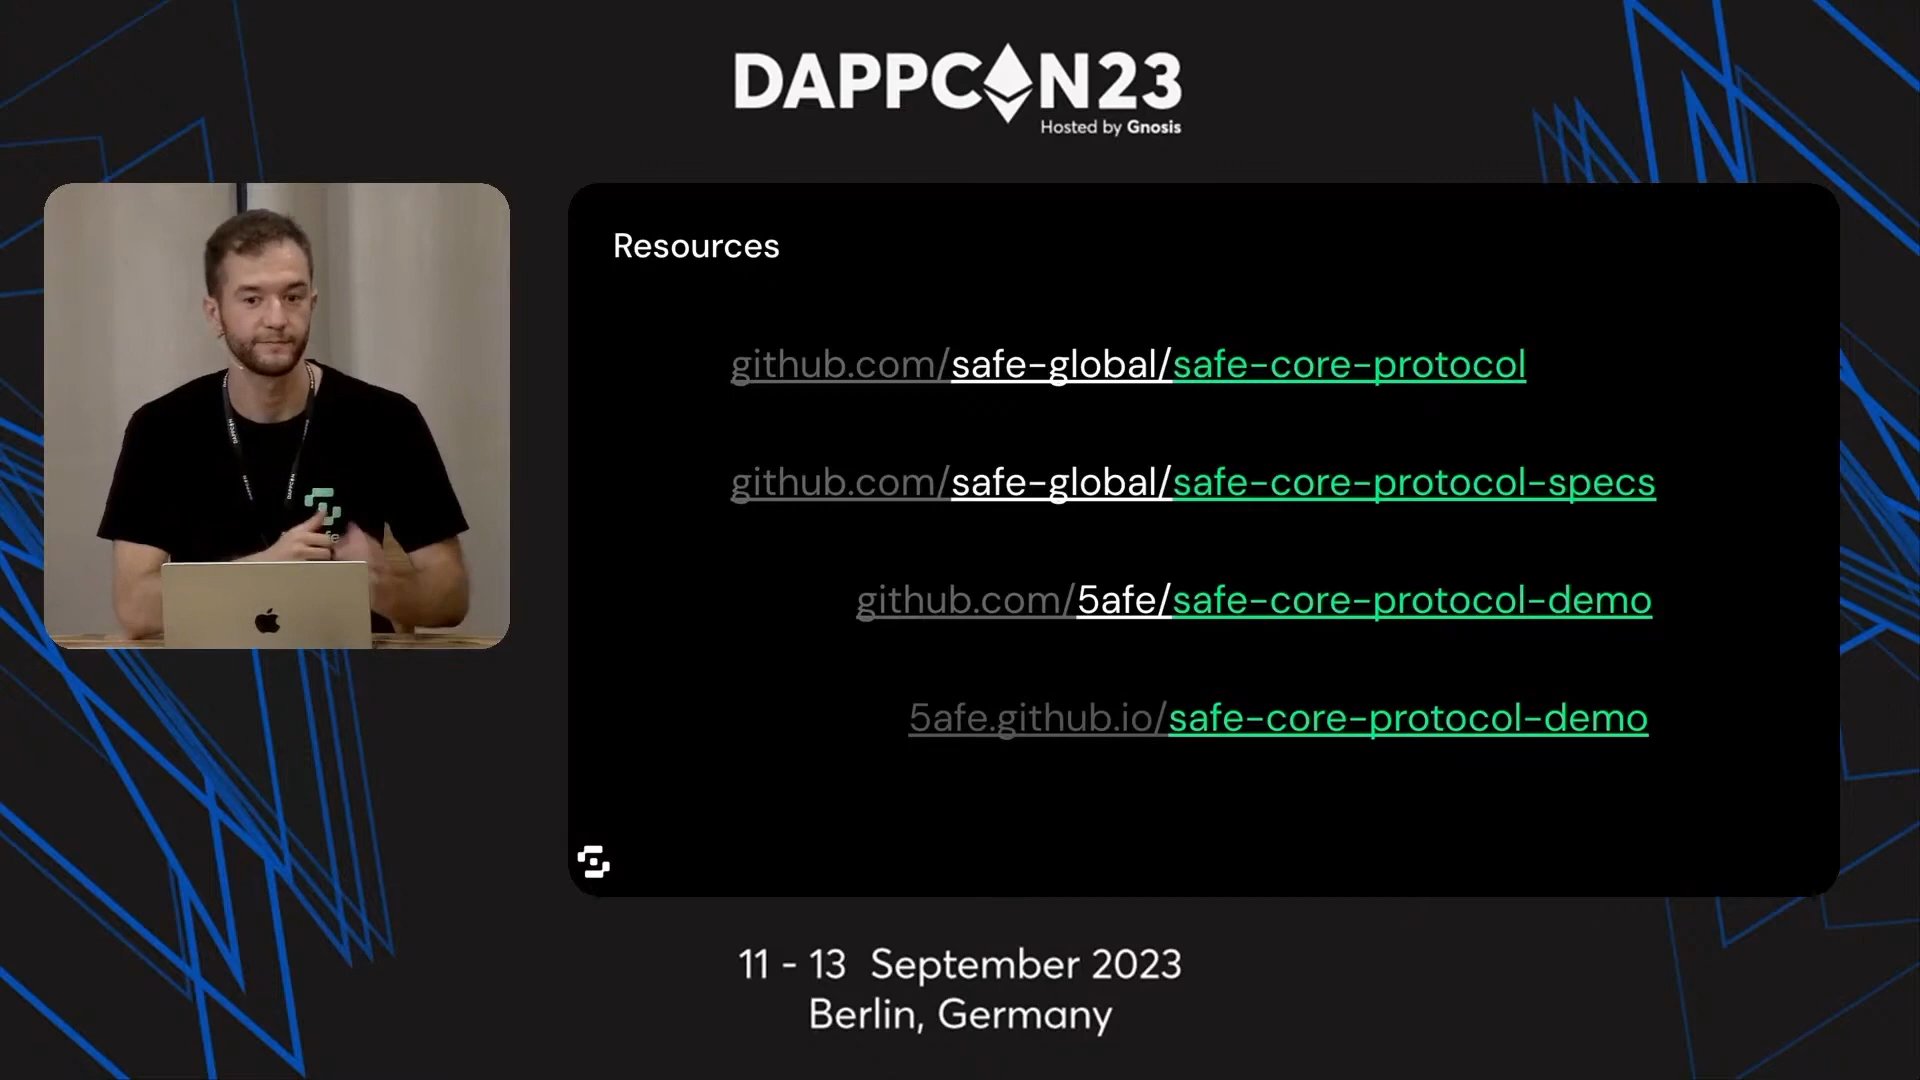 DAPPCON23
Hosted by Gnosis
Resources
github.com/safe-global/safe-core-protocol
github.com/safe-global/safe-core-protocol-specs
github.com/5afe/safe-core-protocol-demo
5afe.github.io/safe-core-protocol-demo
11 - 13 September 2023
Berlin, Germany